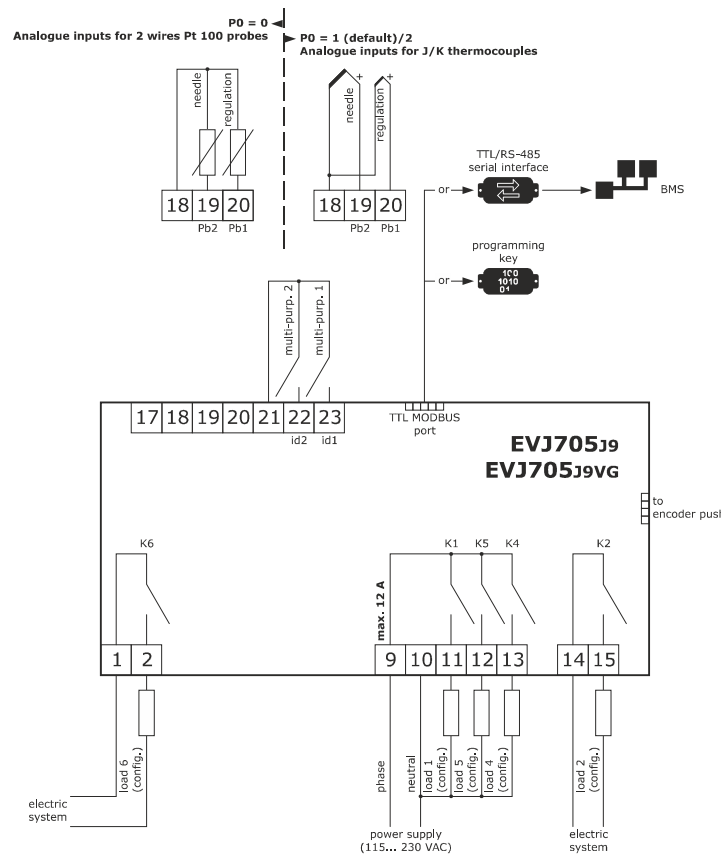 P0 = 0
Analogue inputs for 2 wires Pt 100 probes
P0 = 1 (default)/2
Analogue inputs for J/K thermocouples
needle
regulation
18 19 20
Pb2 Pb1
needle
+
regulation
+
18 19 20
Pb2 Pb1
or
TTL/RS-485
serial interface
BMS
or
programming
key
100
1010
01
multi-purp. 2
multi-purp. 1
17 18 19 20 21 22 23
id2 id1
TTL MODBUS
port
EVJ705J9
EVJ705J9VG
to
encoder push
K6
K1 K5 K4
K2
max. 12 A
1 2
9 10 11 12 13
14 15
load 6
(config.)
phase
neutral
load 1
(config.)
load 5
(config.)
load 4
(config.)
load 2
(config.)
electric
system
power supply
(115... 230 VAC)
electric
system